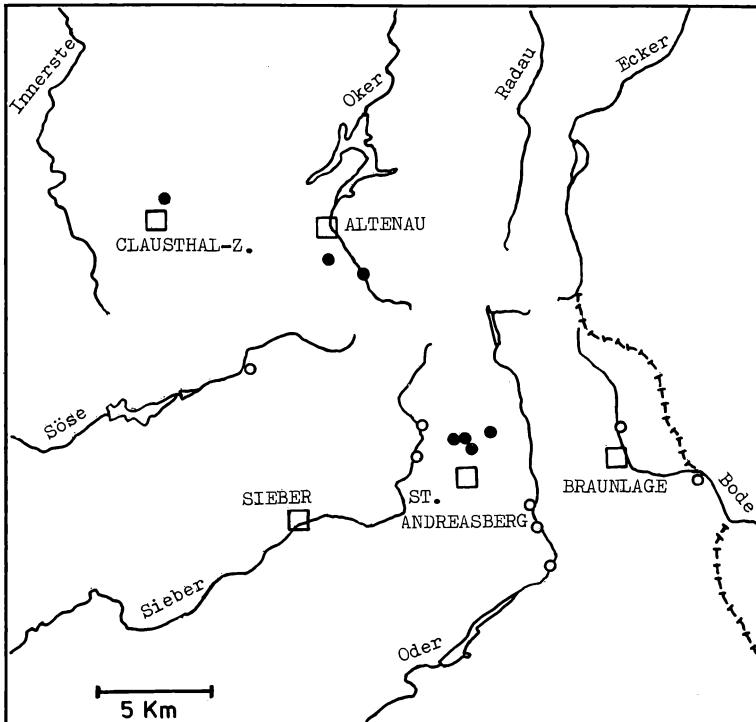 Innerste
Oker
Radau
Ecker
ALTENAU
CLAUSTHAL-Z.
Söse
SIEBER
ST.
ANDREASBERG
BRAUNLAGE
Bode
Sieber
Oder
5 Km